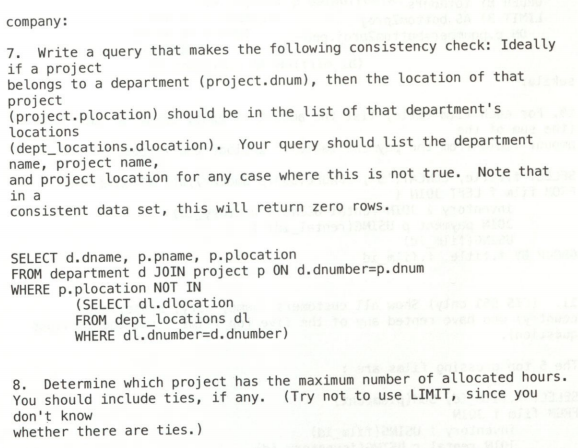 company:
7. Write a query that makes the following consistency check: Ideally
if a project
belongs to a department (project.dnum), then the location of that
project
(project.plocation) should be in the list of that department's
locations
(dept_locations.dlocation). Your query should list the department
name, project name,
and project location for any case where this is not true. Note that
in a
consistent data set, this will return zero rows.
SELECT d.dname, p.pname, p.plocation
FROM department d JOIN project p ON d.dnumber=p.dnum
WHERE p.plocation NOT IN
(SELECT dl.dlocation
FROM dept_locations dl
WHERE dl.dnumber=d.dnumber)
8. Determine which project has the maximum number of allocated hours.
You should include ties, if any. (Try not to use LIMIT, since you
don't know
whether there are ties.)